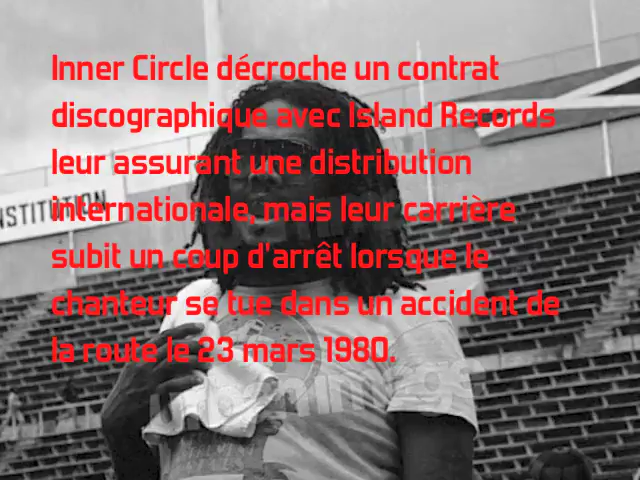 Inner Circle décroche un contrat
discographique avec Island Records
leur assurant une distribution
internationale, mais leur carrière
subit un coup d'arrêt lorsque le
chanteur se tue dans un accident de
la route le 23 mars 1980.
NSTITUTION